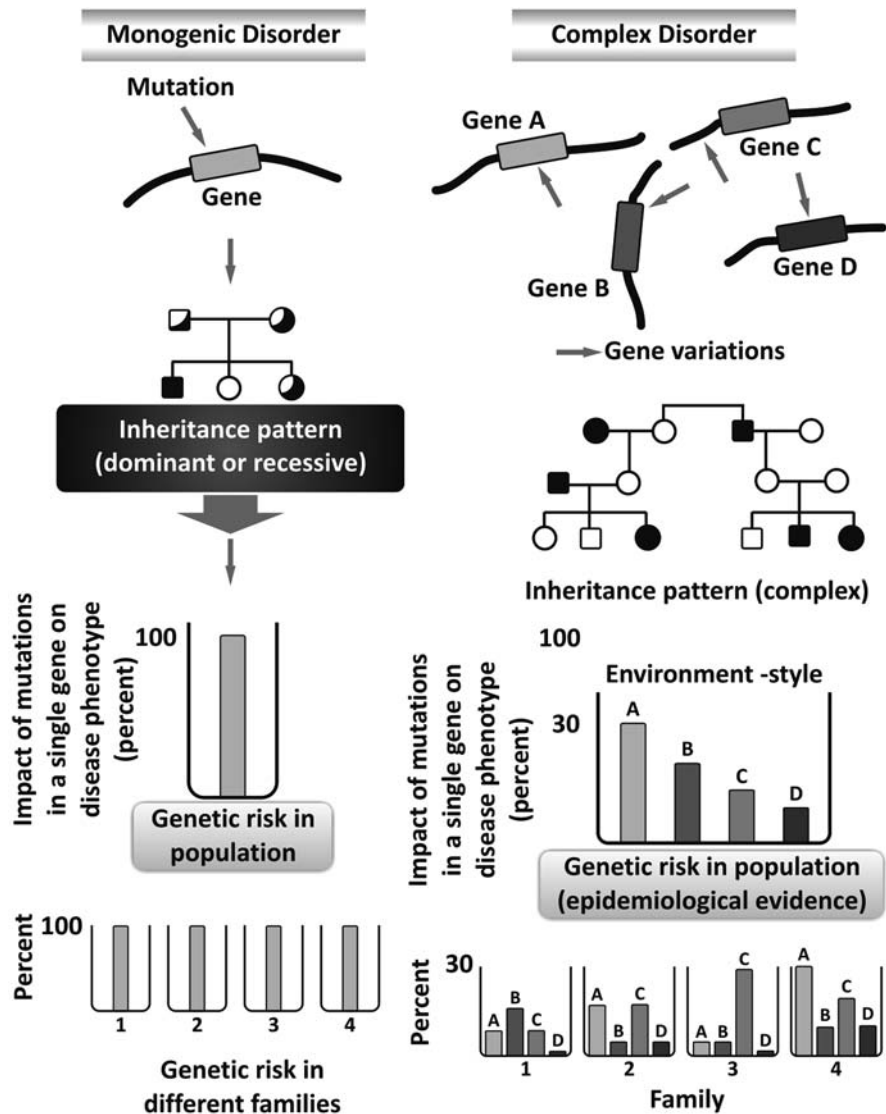 Monogenic Disorder
Mutation
Gene
Inheritance pattern
(dominant or recessive)
Impact of mutations
in a single gene on
disease phenotype
(percent)
100
Genetic risk in
population
Percent
100
1 2 3 4
Genetic risk in
different families
Complex Disorder
Gene A
Gene C
Gene B
Gene D
Gene variations
Inheritance pattern (complex)
Impact of mutations
in a single gene on
disease phenotype
(percent)
100
Environment -style
30
A B C D
Genetic risk in population
(epidemiological evidence)
Percent
30
A B C D
A B C D
A B C D
A B C D
1 2 3 4
Family